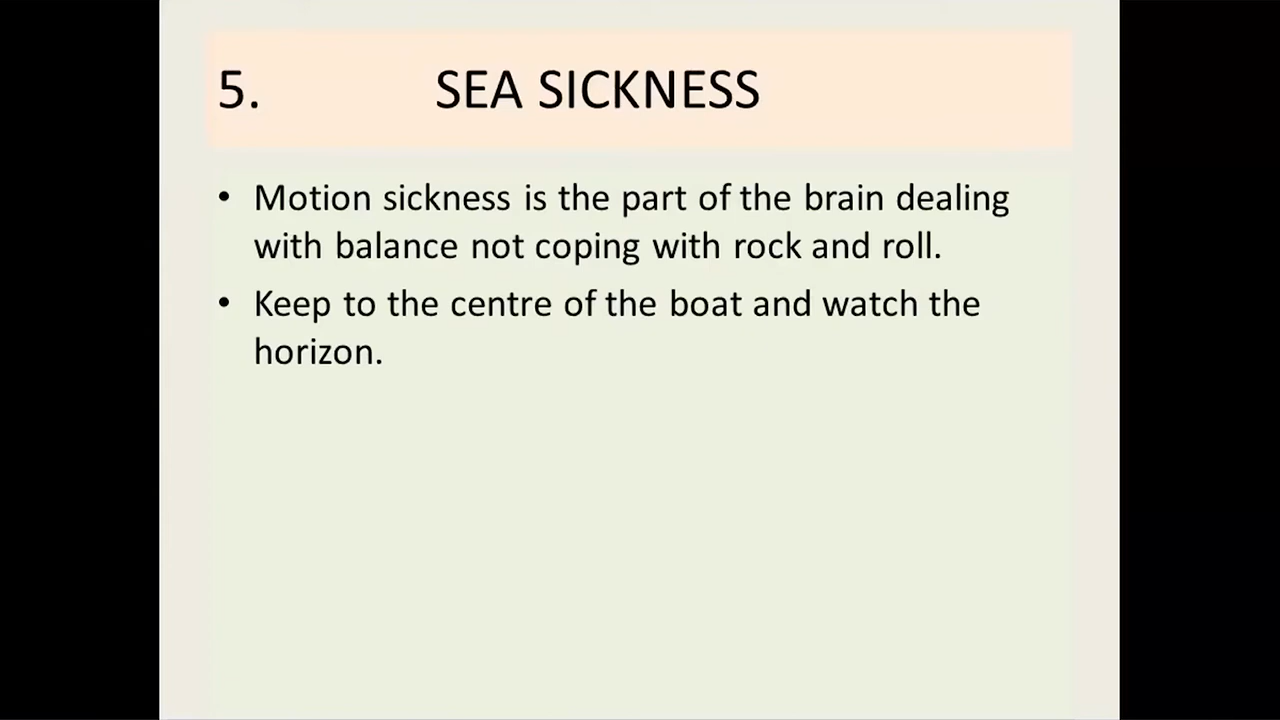 5. SEA SICKNESS
• Motion sickness is the part of the brain dealing
with balance not coping with rock and roll.
• Keep to the centre of the boat and watch the
horizon.